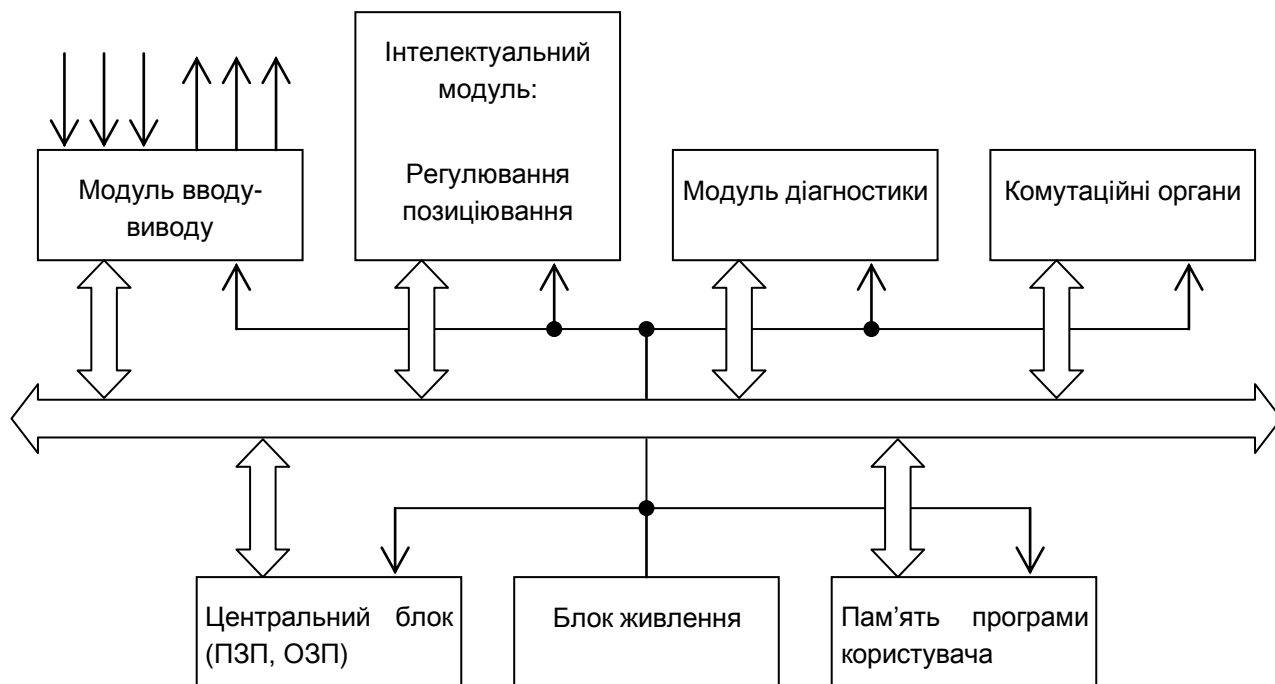 Інтелектуальний
модуль:
Регулювання
позиціювання
Модуль вводу-
виводу
Модуль діагностики
Комутаційні органи
Центральний блок
(ПЗП, ОЗП)
Блок живлення
Пам’ять програми
користувача